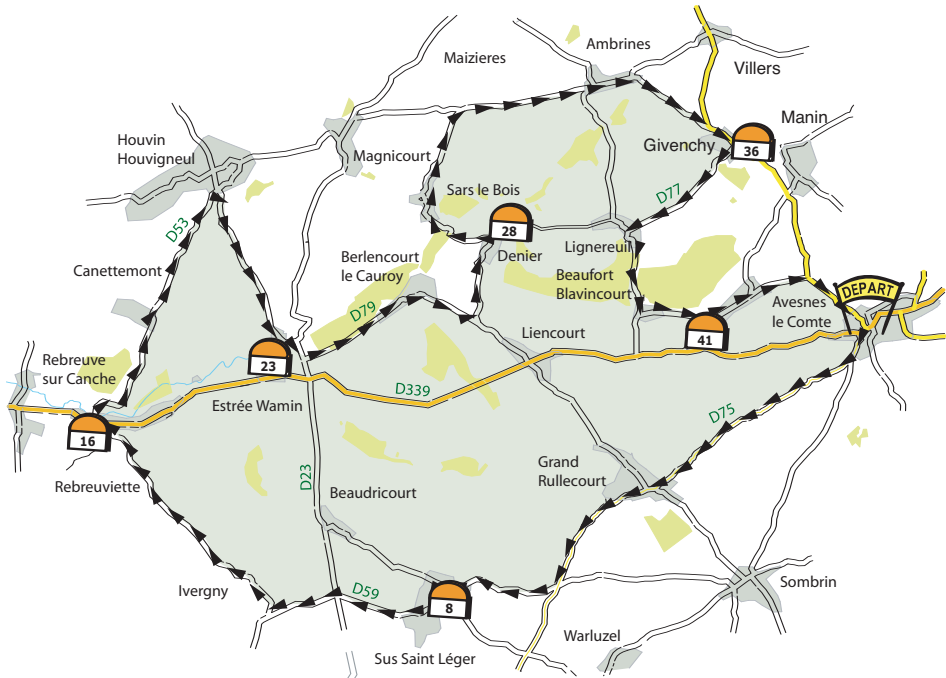 Ambrines
Maizieres
Villers
Manin
Houvin
Houvigneul
Givenchy
36
Magnicourt
D77
Sars le Bois
D53
28
Lignereuil
Denier
Berlencourt
le Cauroy
Canettemont
Beaufort
Blavincourt
DEPART
Avesnes
le Comte
D79
41
Liencourt
23
Rebreuve
sur Canche
D339
Estrée Wamin
D75
16
Grand
Rullecourt
D23
Rebreuviette
Beaudricourt
Sombrin
Ivergny
D59
8
Warluzel
Sus Saint Léger